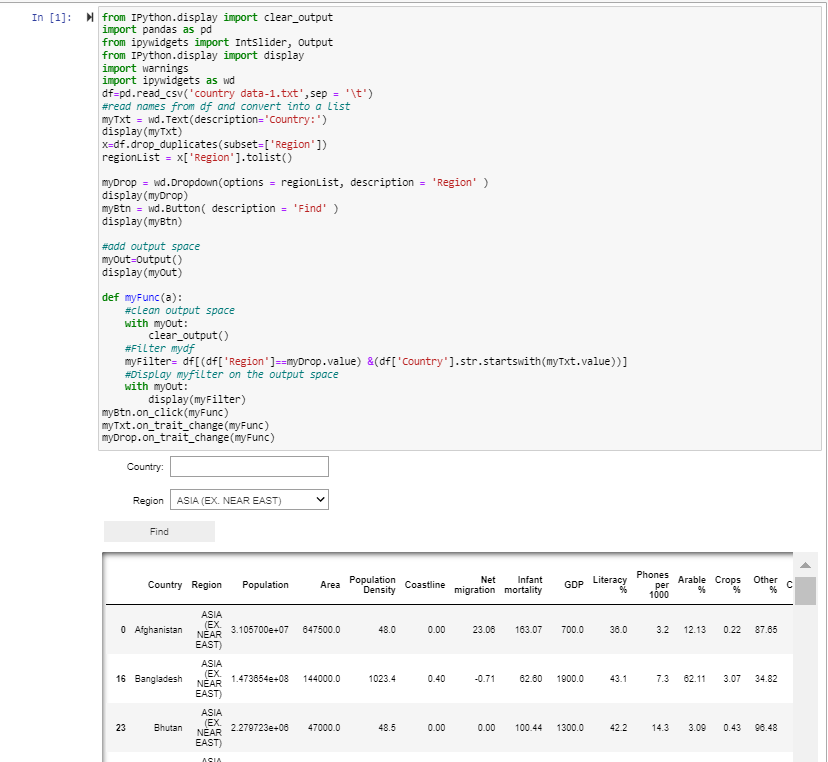 In [1]:
from IPython.display import clear_output
import pandas as pd
from ipywidgets import IntSlider, Output
from IPython.display import display
import warnings
import ipywidgets as wd
df=pd.read_csv('country data-1.txt',sep = '\t')
#read names from df and convert into a list
myTxt = wd.Text(description='Country:')
display(myTxt)
x=df.drop_duplicates(subset=['Region'])
regionList = x['Region'].tolist()
myDrop = wd.Dropdown(options = regionList, description = 'Region' )
display(myDrop)
myBtn = wd.Button( description = 'Find' )
display(myBtn)
#add output space
myOut=Output()
display(myOut)
def myFunc(a):
#clean output space
with myOut:
clear_output()
#Filter mydf
myFilter= df[(df['Region']==myDrop.value) &(df['Country'].str.startswith(myTxt.value))]
#Display myfilter on the output space
with myOut:
display(myFilter)
myBtn.on_click(myFunc)
myTxt.on_trait_change(myFunc)
myDrop.on_trait_change(myFunc)
Country:
Region ASIA (EX. NEAR EAST)
Find
Country Region Population Area Population Density Coastline Net migration Infant mortality GDP Literacy % Phones per 1000 Arable % Crops % Other % C
0 Afghanistan ASIA (EX. NEAR EAST) 3.105700e+07 647500.0 48.0 0.00 23.06 163.07 700.0 36.0 3.2 12.13 0.22 87.65
16 Bangladesh ASIA (EX. NEAR EAST) 1.473654e+08 144000.0 1023.4 0.40 -0.71 62.60 1900.0 43.1 7.3 62.11 3.07 34.82
23 Bhutan ASIA (EX. NEAR EAST) 2.279723e+06 47000.0 48.5 0.00 0.00 100.44 1300.0 42.2 14.3 3.09 0.43 96.48
ASIA